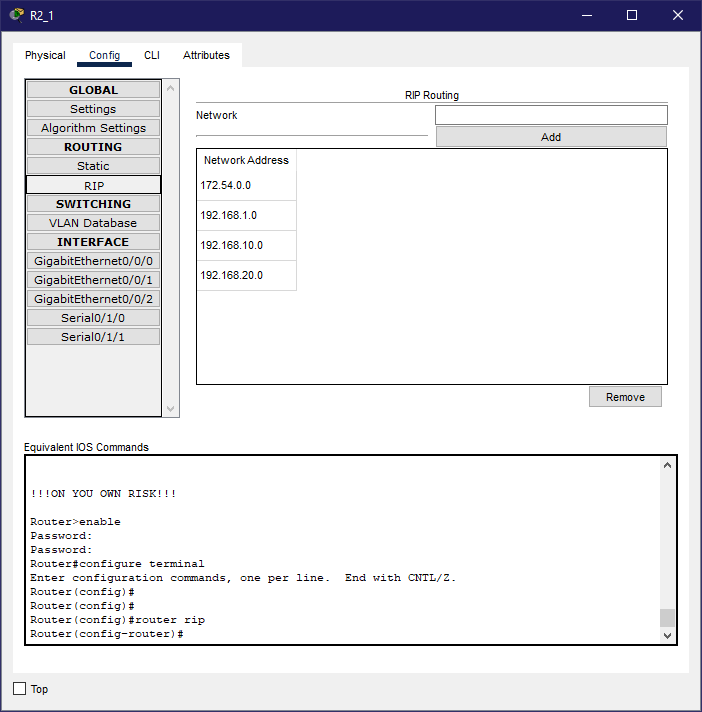 R2_1
Physical Config CLI Attributes
GLOBAL
Settings
Algorithm Settings
ROUTING
Static
RIP
SWITCHING
VLAN Database
INTERFACE
GigabitEthernet0/0/0
GigabitEthernet0/0/1
GigabitEthernet0/0/2
Serial0/1/0
Serial0/1/1
RIP Routing
Network
Add
Network Address
172.54.0.0
192.168.1.0
192.168.10.0
192.168.20.0
Remove
Equivalent IOS Commands
!!!ON YOU OWN RISK!!!
Router>enable
Password:
Password:
Router#configure terminal
Enter configuration commands, one per line.  End with CNTL/Z.
Router(config)#
Router(config)#
Router(config)#router rip
Router(config-router)#
Top